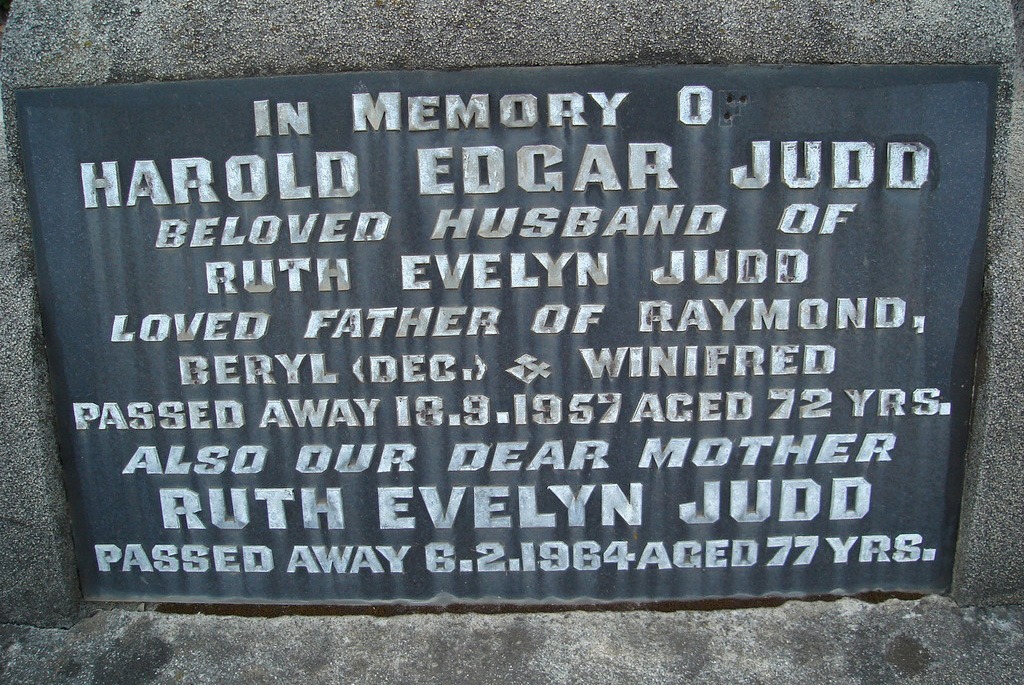 IN MEMORY O
HAROLD EDGAR JUDD
BELOVED HUSBAND OF
RUTH EVELYN JUDD
LOVED FATHER OF RAYMOND,
BERYL (DEC.) & WINIFRED
PASSED AWAY 18.9.1957 AGED 72 YRS.
ALSO OUR DEAR MOTHER
RUTH EVELYN JUDD
PASSED AWAY 6.2.1964 AGED 77 YRS.